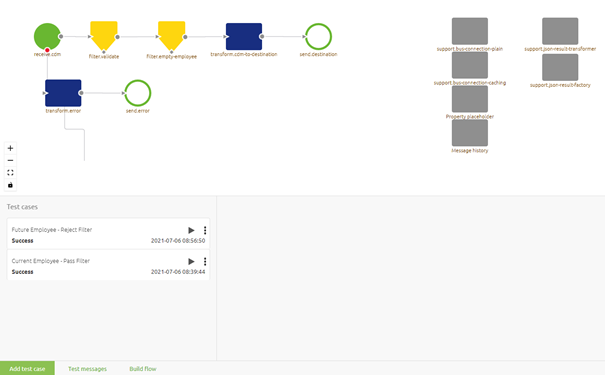 receive.cdm
filter.validate
filter.empty-employee
transform.cdm-to-destination
send.destination
transform.error
send.error
support.bus-connection-plain
support.json-result-transformer
support.bus-connection-caching
support.json-result-factory
Property placeholder
Message history
Test cases
Future Employee - Reject Filter
Success 2021-07-06 08:56:50
Current Employee - Pass Filter
Success 2021-07-06 08:39:44
Add test case Test messages Build flow